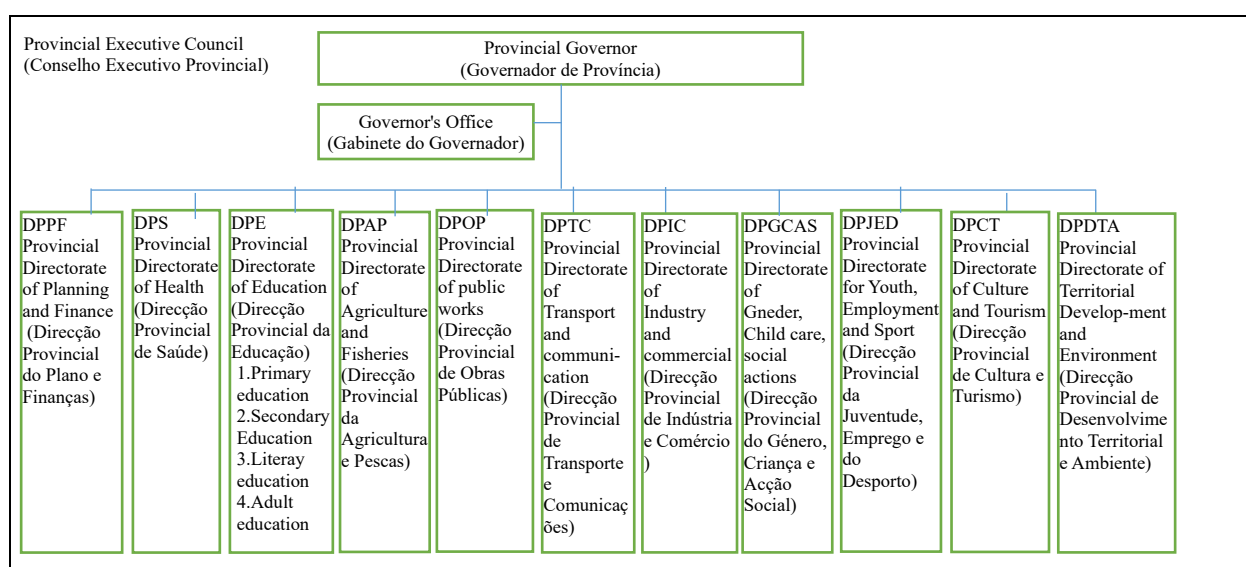 Provincial Executive Council
(Conselho Executivo Provincial)
Provincial Governor
(Governador de Província)
Governor's Office
(Gabinete do Governador)
DPPF
Provincial
Directorate
of Planning
and Finance
(Direcção
Provincial
do Plano e
Finanças)
DPS
Provincial
Directorate
of Health
(Direcção
Provincial
de Saúde)
DPE
Provincial
Directorate
of Education
(Direcção
Provincial da
Educação)
1.Primary
education
2.Secondary
Education
3.Literay
education
4.Adult
education
DPAP
Provincial
Directorate
of
Agriculture
and
Fisheries
(Direcção
Provincial
da
Agricultura
e Pescas)
DPOP
Provincial
Directorate
of public
works
(Direcção
Provincial
de Obras
Públicas)
DPTC
Provincial
Directorate
of
Transport
and
communi-
cation
(Direcção
Provincial
de
Transporte
e
Comunicaç
ões)
DPIC
Provincial
Directorate
of
Industry
and
commercial
(Direcção
Provincial
de Indústria
e Comércio
)
DPGCAS
Provincial
Directorate
of
Gneder,
Child care,
social
actions
(Direcção
Provincial
do Género,
Criança e
Acção
Social)
DPJED
Provincial
Directorate
for Youth,
Employment
and Sport
(Direcção
Provincial
da
Juventude,
Emprego e
do
Desporto)
DPCT
Provincial
Directorate
of Culture
and Tourism
(Direcção
Provincial
de Cultura e
Turismo)
DPDTA
Provincial
Directorate of
Territorial
Develop-ment
and
Environment
(Direcção
Provincial de
Desenvolvime
nto Territorial
e Ambiente)